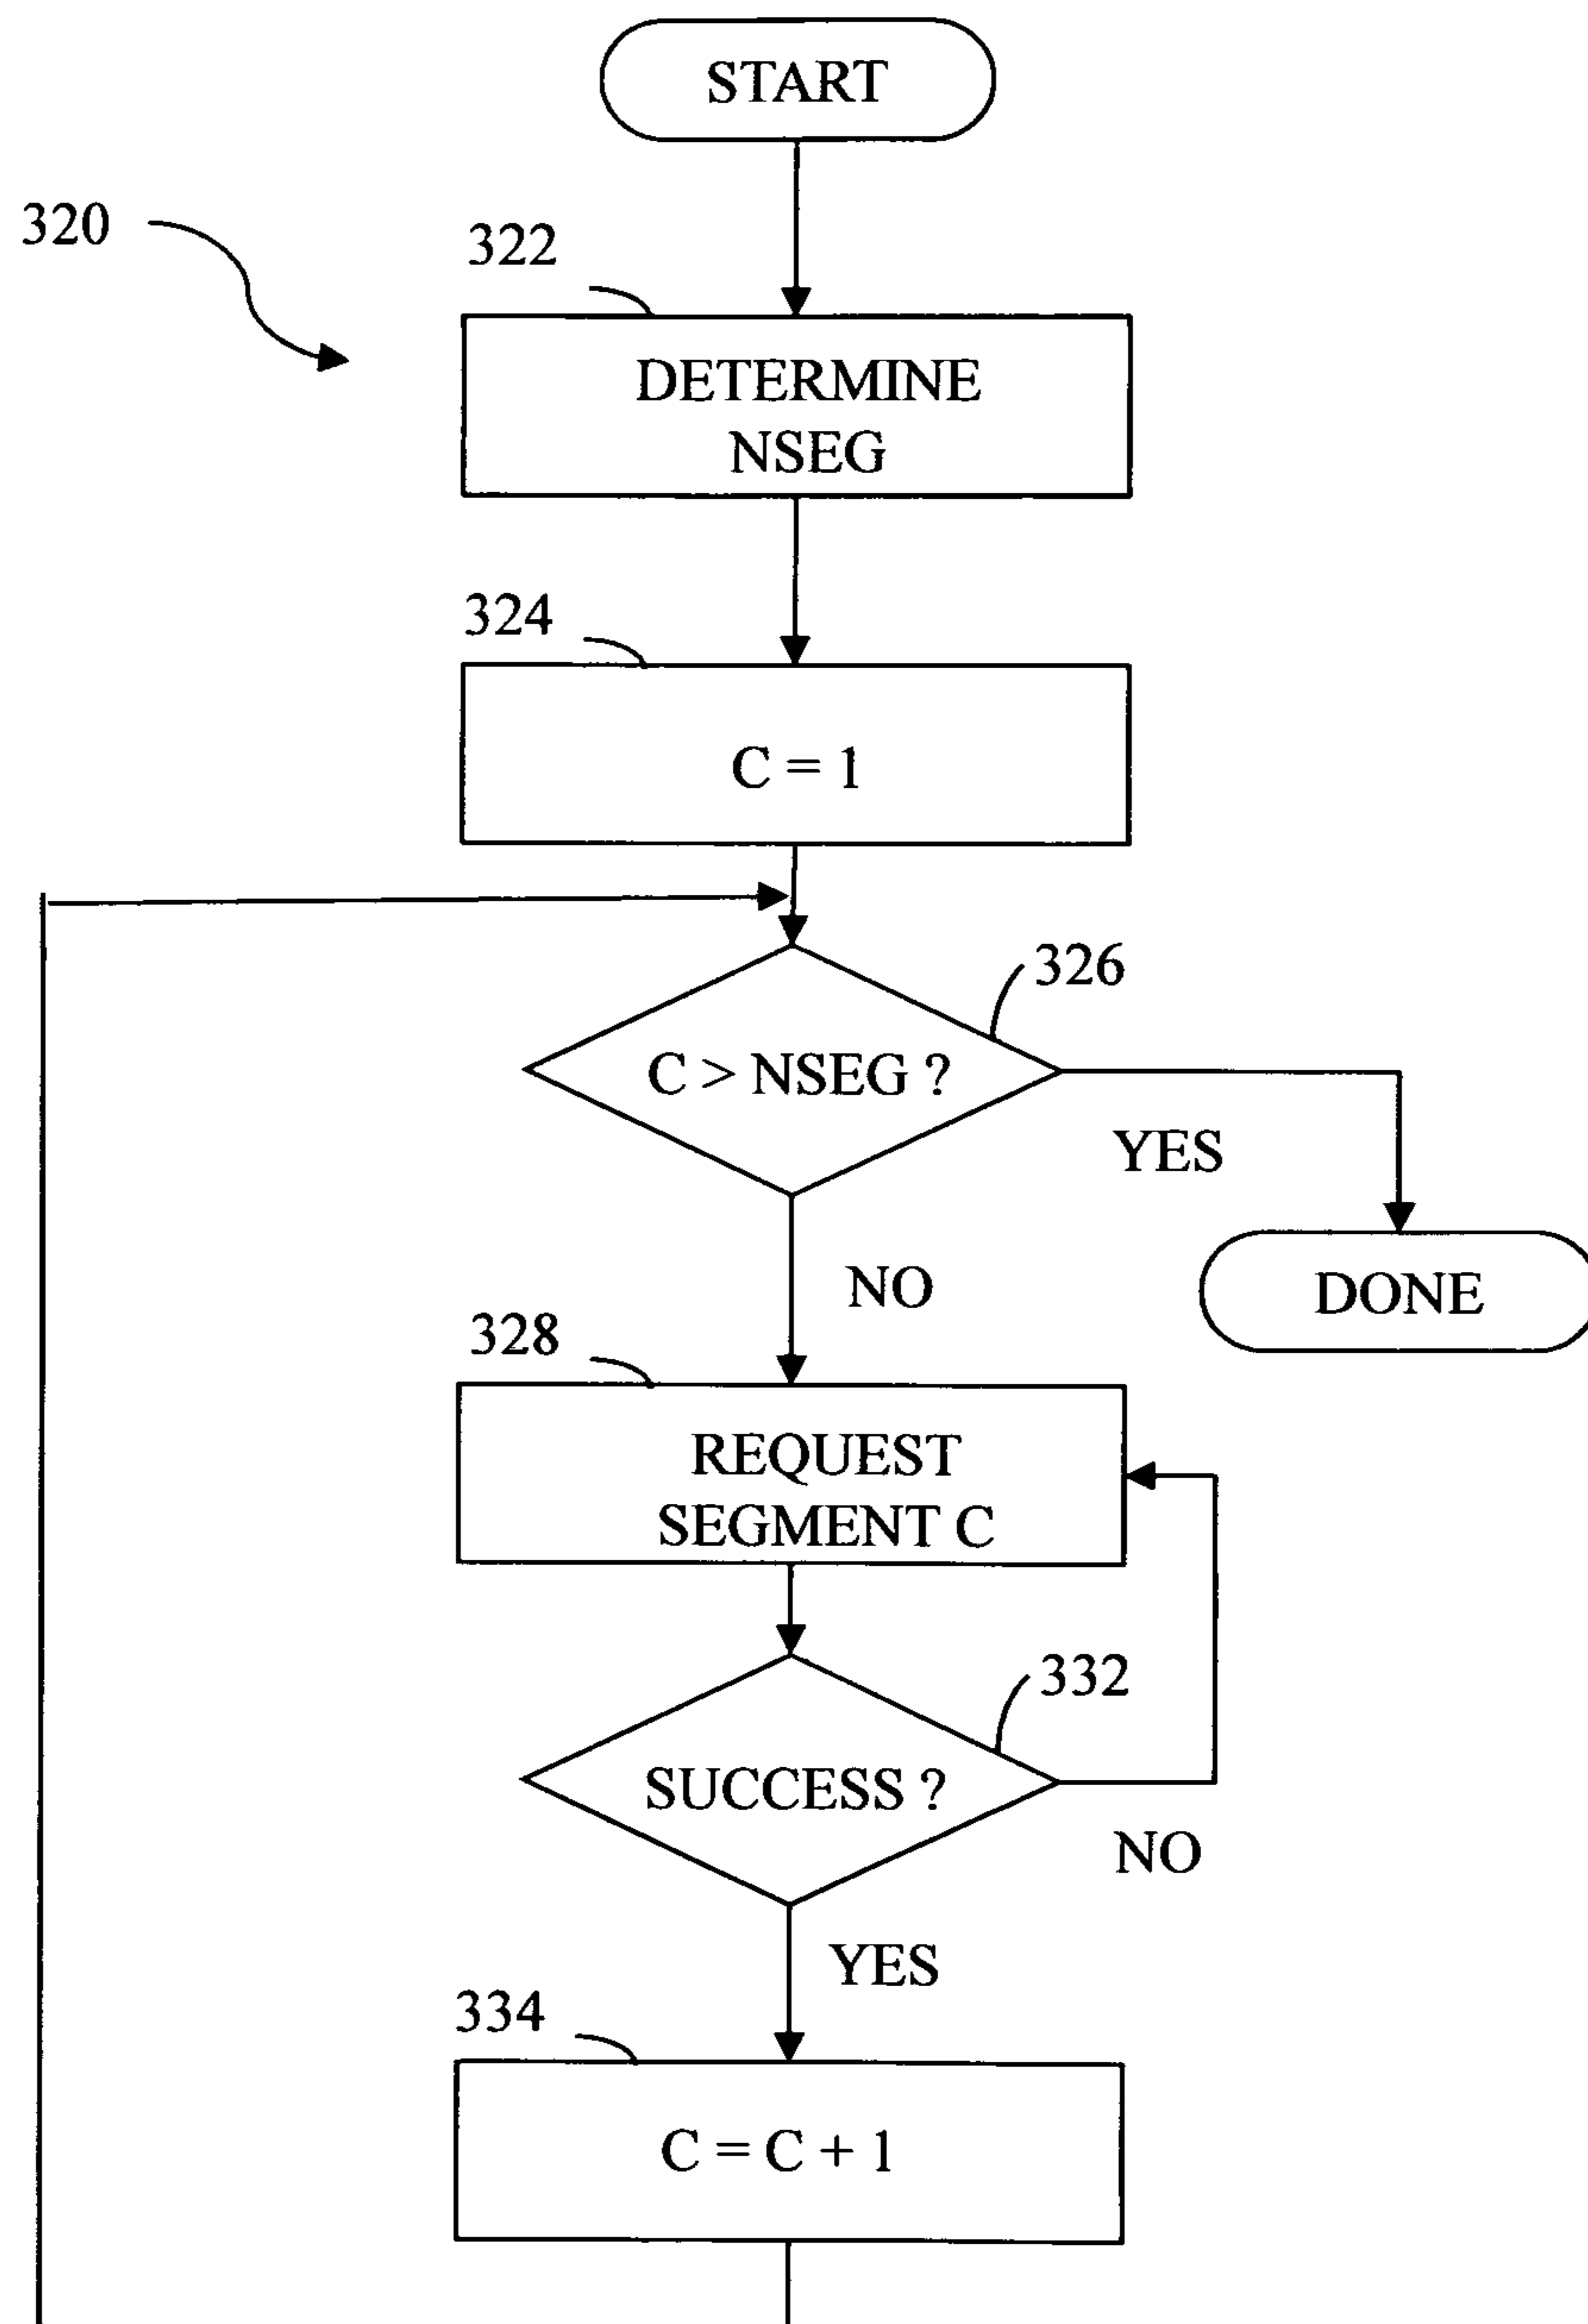 START
320
322
DETERMINE
NSEG
324
C = 1
326
C > NSEG ?
YES
DONE
NO
328
REQUEST
SEGMENT C
332
SUCCESS ?
NO
YES
334
C = C + 1